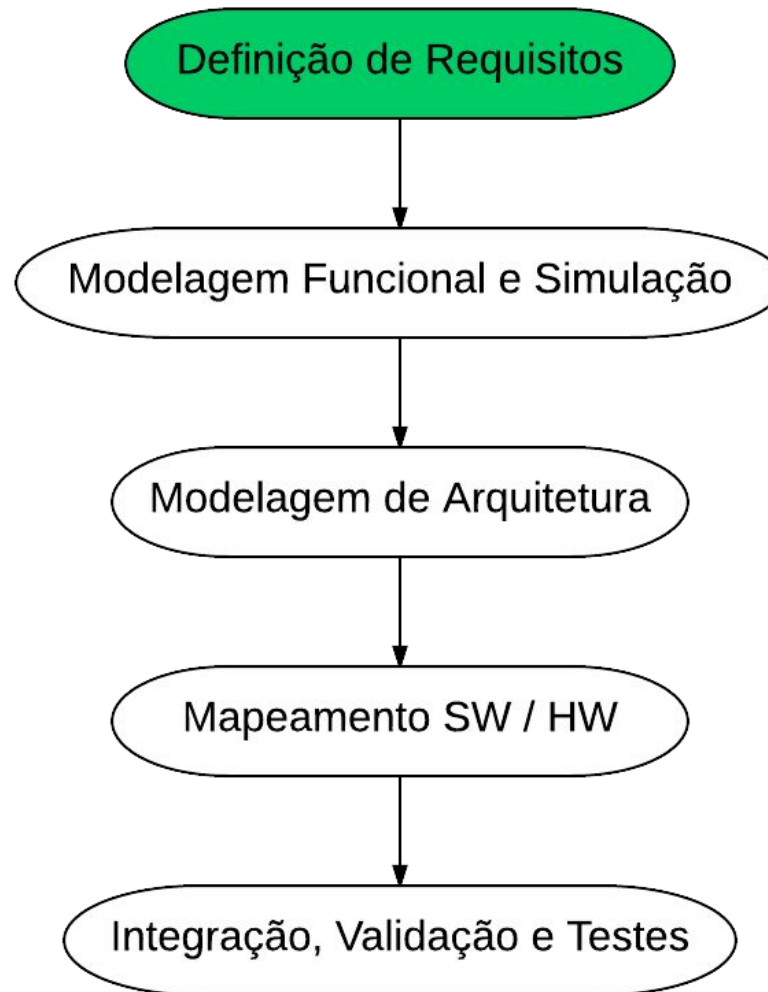 Definição de Requisitos
Modelagem Funcional e Simulação
Modelagem de Arquitetura
Mapeamento SW / HW
Integração, Validação e Testes